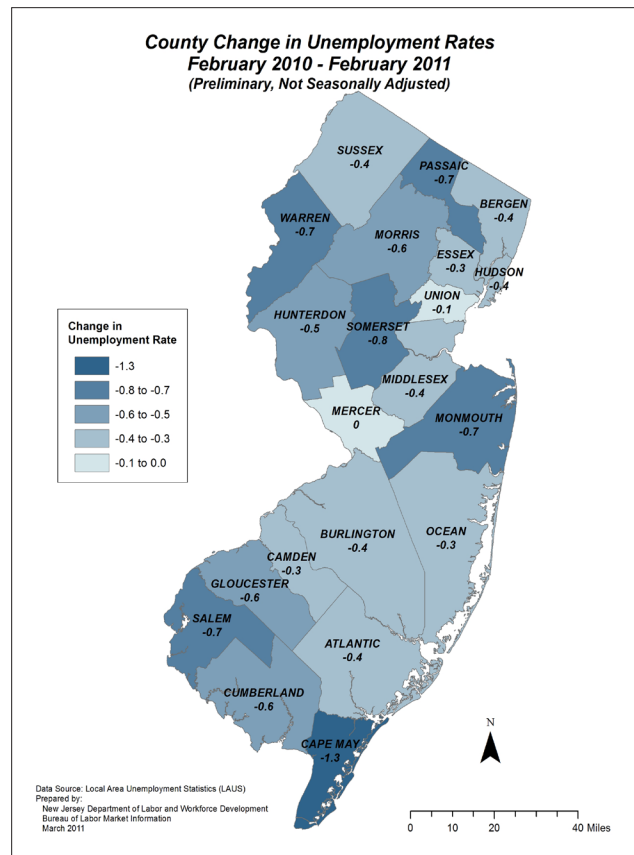 County Change in Unemployment Rates
February 2010 - February 2011
(Preliminary, Not Seasonally Adjusted)
SUSSEX
-0.4
PASSAIC
-0.7
BERGEN
-0.4
WARREN
-0.7
MORRIS
-0.6
ESSEX
-0.3
HUDSON
-0.4
UNION
-0.1
HUNTERDON
-0.5
SOMERSET
-0.8
MIDDLESEX
-0.4
MERCER
0
MONMOUTH
-0.7
Change in
Unemployment Rate
-1.3
-0.8 to -0.7
-0.6 to -0.5
-0.4 to -0.3
-0.1 to 0.0
BURLINGTON
-0.4
OCEAN
-0.3
CAMDEN
-0.3
GLOUCESTER
-0.6
SALEM
-0.7
ATLANTIC
-0.4
CUMBERLAND
-0.6
CAPE MAY
-1.3
N
Data Source: Local Area Unemployment Statistics (LAUS)
Prepared by:
New Jersey Department of Labor and Workforce Development
Bureau of Labor Market Information
March 2011
0 10 20 40 Miles